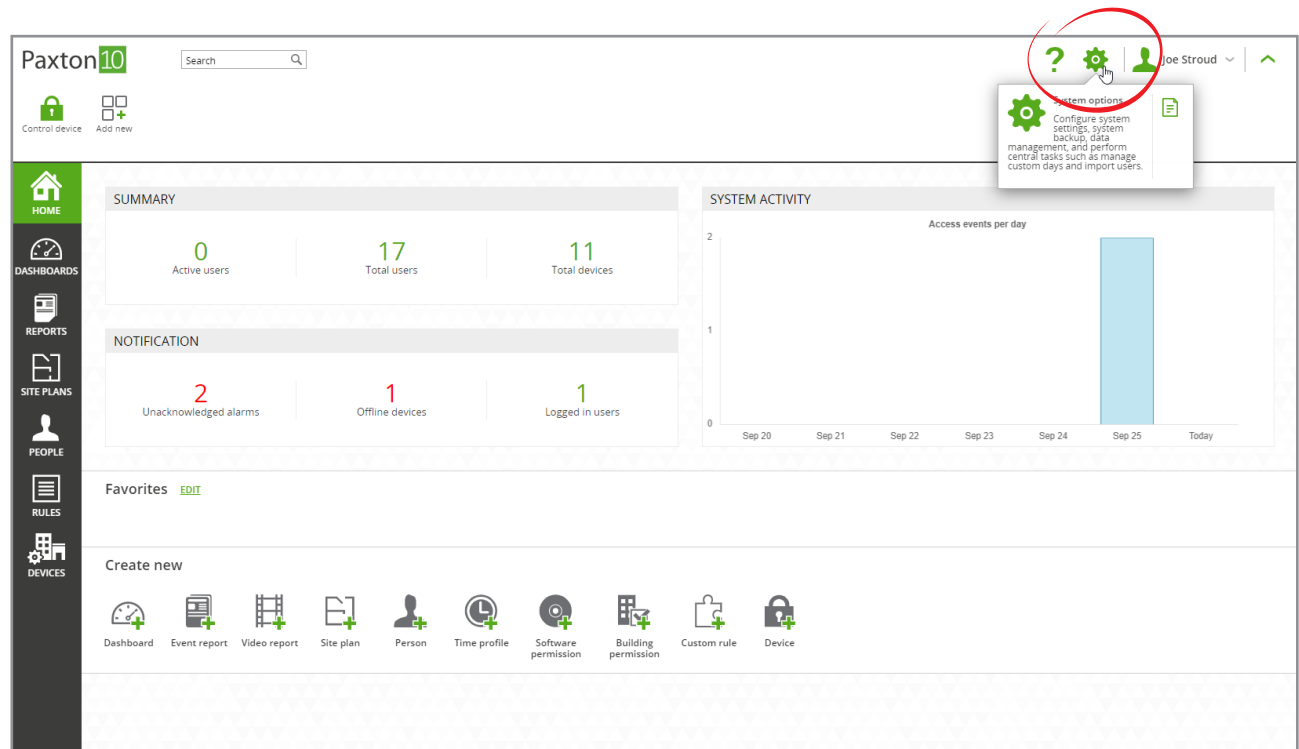 Paxton10
Search
?
Joe Stroud
Control device
Add new
System options
Configure system
settings, system
backup, data
management, and perform
central tasks such as manage
custom days and import users.
HOME
DASHBOARDS
REPORTS
SITE PLANS
PEOPLE
RULES
DEVICES
SUMMARY
0
Active users
17
Total users
11
Total devices
NOTIFICATION
2
Unacknowledged alarms
1
Offline devices
1
Logged in users
SYSTEM ACTIVITY
Access events per day
2
1
0
Sep 20 Sep 21 Sep 22 Sep 23 Sep 24 Sep 25 Today
Favorites EDIT
Create new
Dashboard
Event report
Video report
Site plan
Person
Time profile
Software
permission
Building
permission
Custom rule
Device